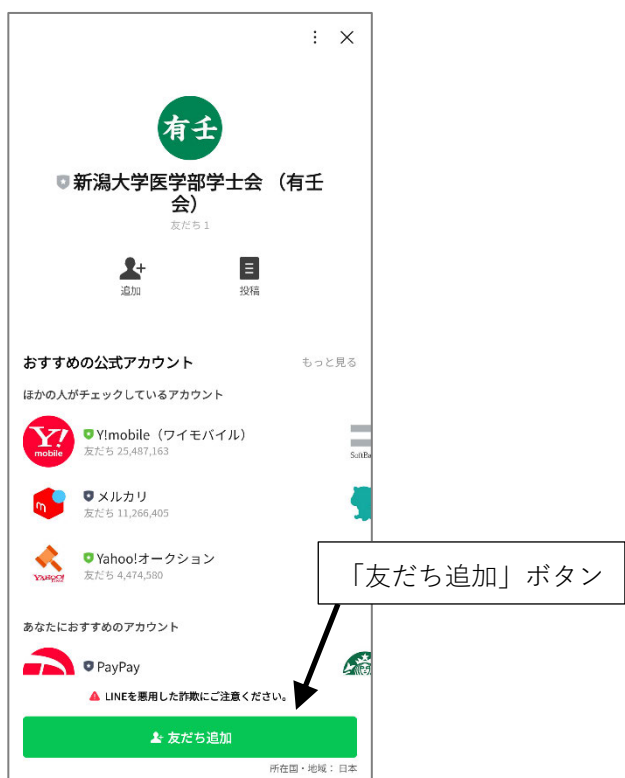 有壬
新潟大学医学部学士会 （有壬
会）
友だち 1
追加
投稿
おすすめの公式アカウント
もっと見る
ほかの人がチェックしているアカウント
Y!
mobile
Y!mobile（ワイモバイル）
友だち 25,487,163
メルカリ
友だち 11,266,405
Yahoo!オークション
友だち 4,474,580
YAHOO!
「友だち追加」ボタン
あなたにおすすめのアカウント
PayPay
LINEを悪用した詐欺にご注意ください。
友だち追加
所在国・地域： 日本